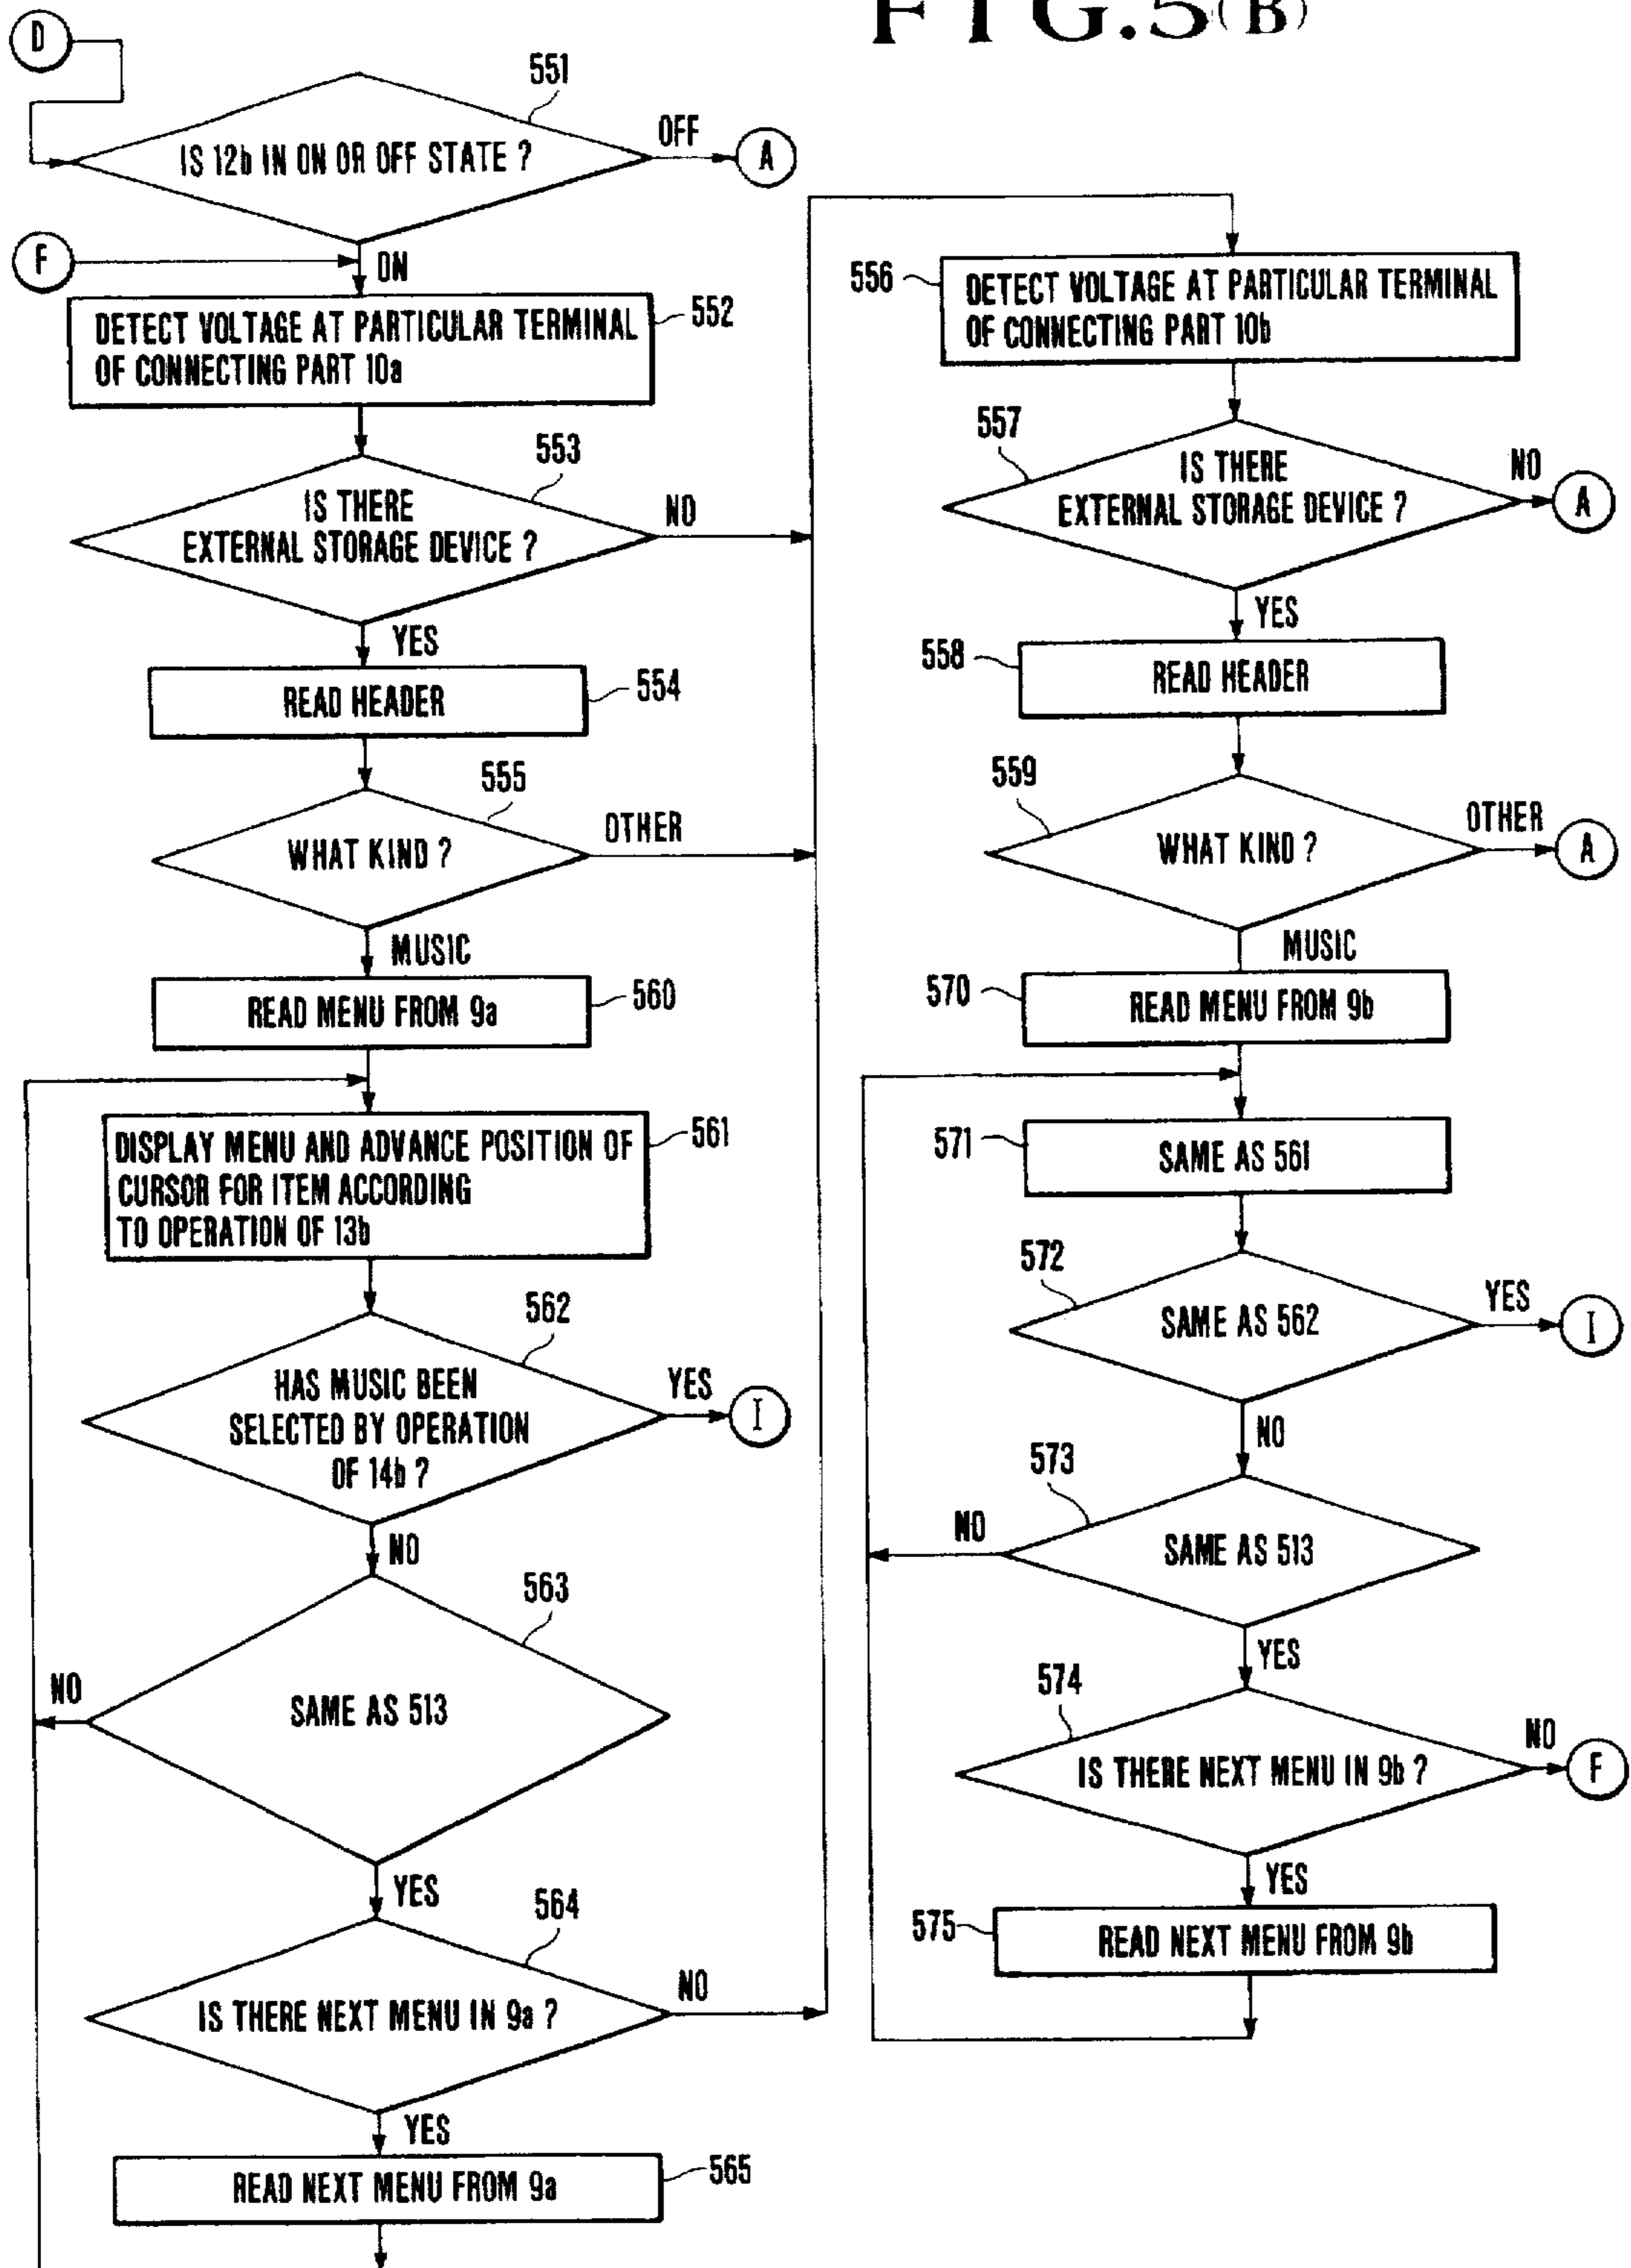 FIG.5(B)
D
551
IS 12b IN ON OR OFF STATE ?
OFF
A
F
ON
DETECT VOLTAGE AT PARTICULAR TERMINAL
OF CONNECTING PART 10a
552
553
IS THERE
EXTERNAL STORAGE DEVICE ?
NO
YES
READ HEADER
554
555
WHAT KIND ?
OTHER
MUSIC
READ MENU FROM 9a
560
DISPLAY MENU AND ADVANCE POSITION OF
CURSOR FOR ITEM ACCORDING
TO OPERATION OF 13b
561
562
HAS MUSIC BEEN
SELECTED BY OPERATION
OF 14b ?
YES
I
NO
563
SAME AS 513
NO
YES
564
IS THERE NEXT MENU IN 9a ?
NO
YES
READ NEXT MENU FROM 9a
565
556
DETECT VOLTAGE AT PARTICULAR TERMINAL
OF CONNECTING PART 10b
557
IS THERE
EXTERNAL STORAGE DEVICE ?
NO
A
YES
558
READ HEADER
559
WHAT KIND ?
OTHER
A
MUSIC
570
READ MENU FROM 9b
571
SAME AS 561
572
SAME AS 562
YES
I
NO
573
SAME AS 513
NO
YES
574
IS THERE NEXT MENU IN 9b ?
NO
F
YES
575
READ NEXT MENU FROM 9b